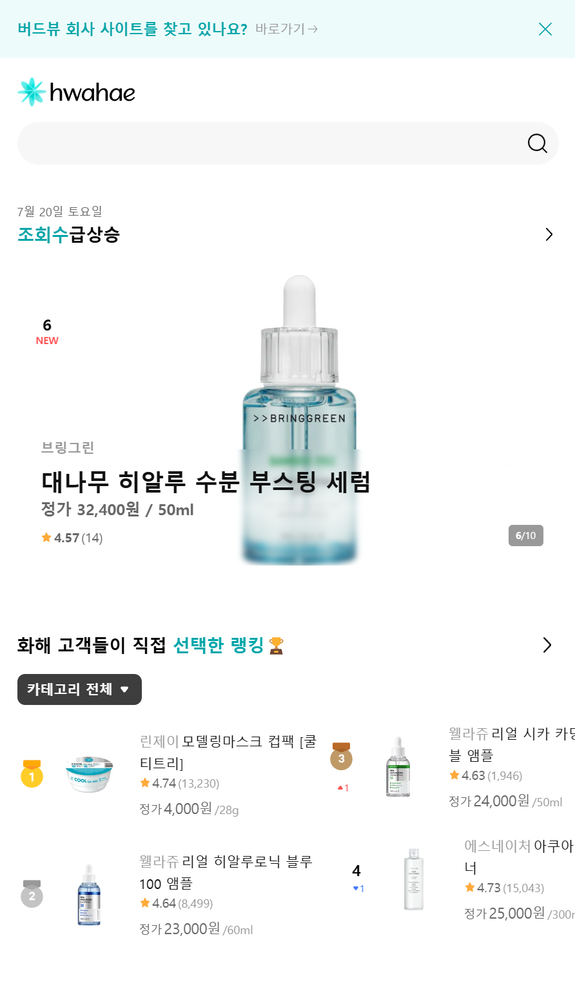 버드뷰 회사 사이트를 찾고 있나요? 바로가기
hwahae
7월 20일 토요일
조회수급상승
6
NEW
>>BRINGGREEN
브링그린
대나무 히알루 수분 부스팅 세럼
정가 32,400원 / 50ml
4.57 (14)
6/10
화해 고객들이 직접 선택한 랭킹
카테고리 전체
1
COOL
린제이 모델링마스크 컵팩 [쿨
티트리]
4.74 (13,230)
정가 4,000원 /28g
2
웰라쥬 리얼 히알루로닉 블루
100 앰플
4.64 (8,499)
정가 23,000원 /60ml
3
1
웰라쥬 리얼 시카 카밍
블 앰플
4.63 (1,946)
정가 24,000원 /50ml
4
1
에스네이처 아쿠아
너
4.73 (15,043)
정가 25,000원 /300m